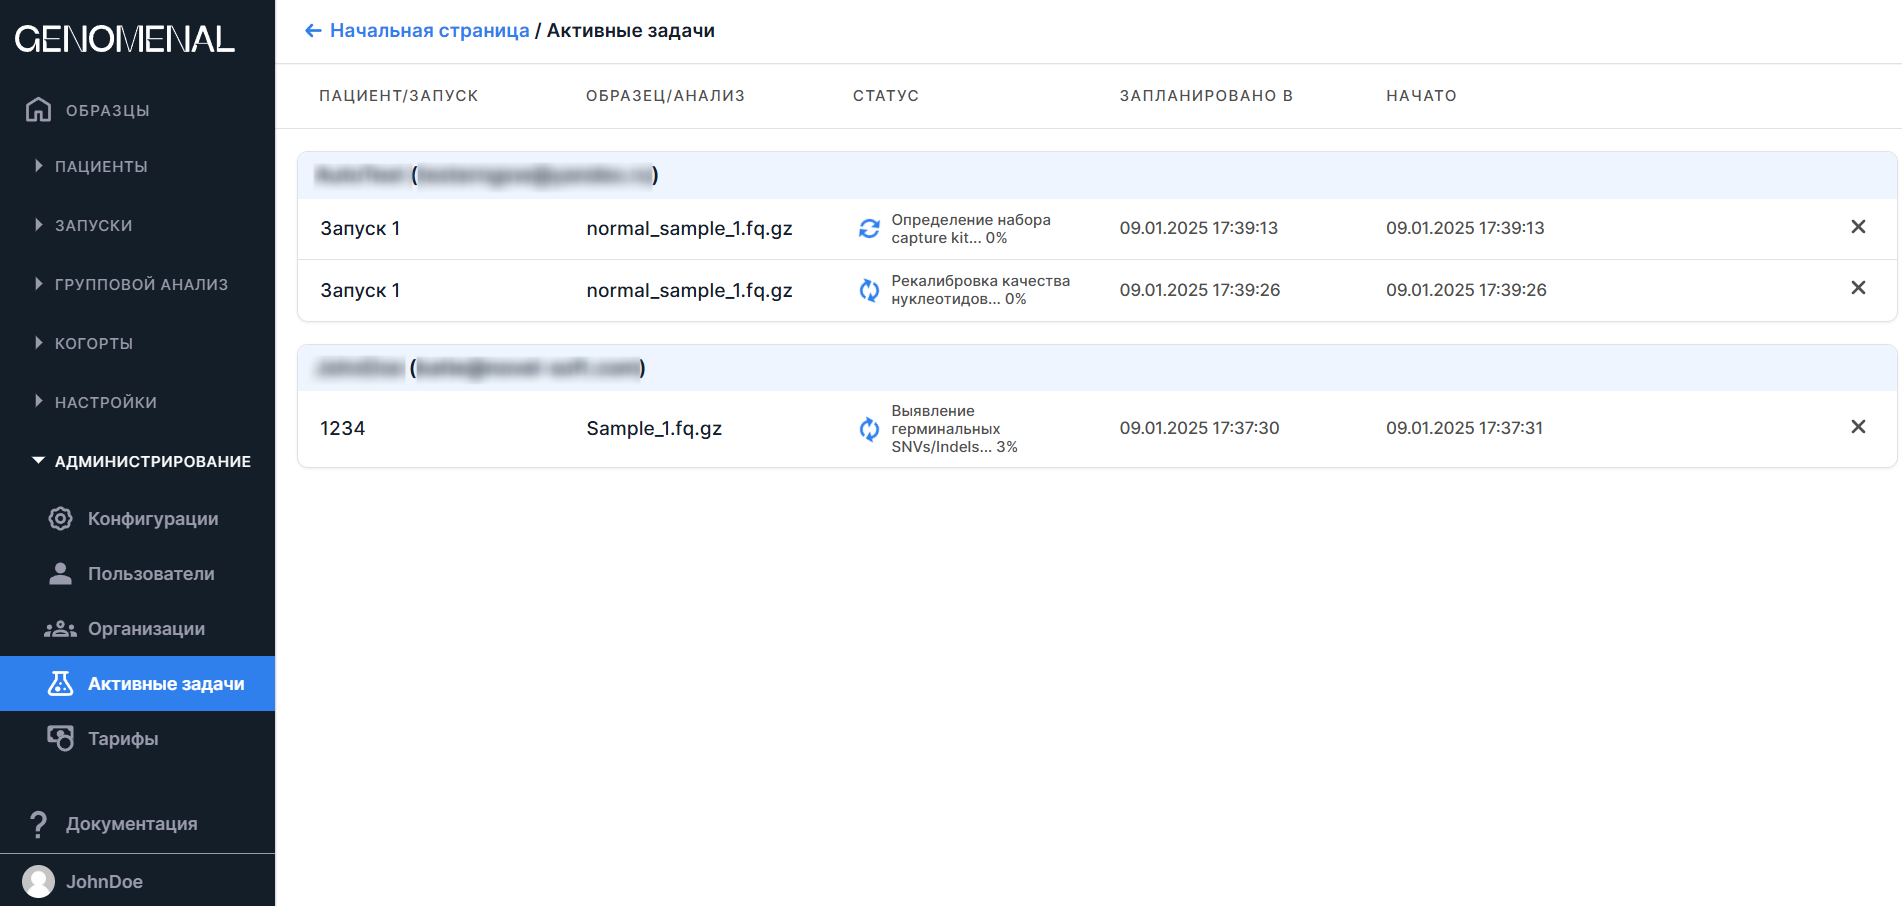 GENOMENAL
ОБРАЗЦЫ
ПАЦИЕНТЫ
ЗАПУСКИ
ГРУППОВОЙ АНАЛИЗ
КОГОРТЫ
НАСТРОЙКИ
АДМИНИСТРИРОВАНИЕ
Конфигурации
Пользователи
Организации
Активные задачи
Тарифы
Документация
JohnDoe
Начальная страница / Активные задачи
ПАЦИЕНТ/ЗАПУСК ОБРАЗЕЦ/АНАЛИЗ СТАТУС ЗАПЛАНИРОВАНО В НАЧАТО
Запуск 1 normal_sample_1.fq.gz Определение набора
capture kit... 0% 09.01.2025 17:39:13 09.01.2025 17:39:13
Запуск 1 normal_sample_1.fq.gz Рекалибровка качества
нуклеотидов... 0% 09.01.2025 17:39:26 09.01.2025 17:39:26
1234 Sample_1.fq.gz Выявление
герминальных
SNVs/Indels... 3% 09.01.2025 17:37:30 09.01.2025 17:37:31